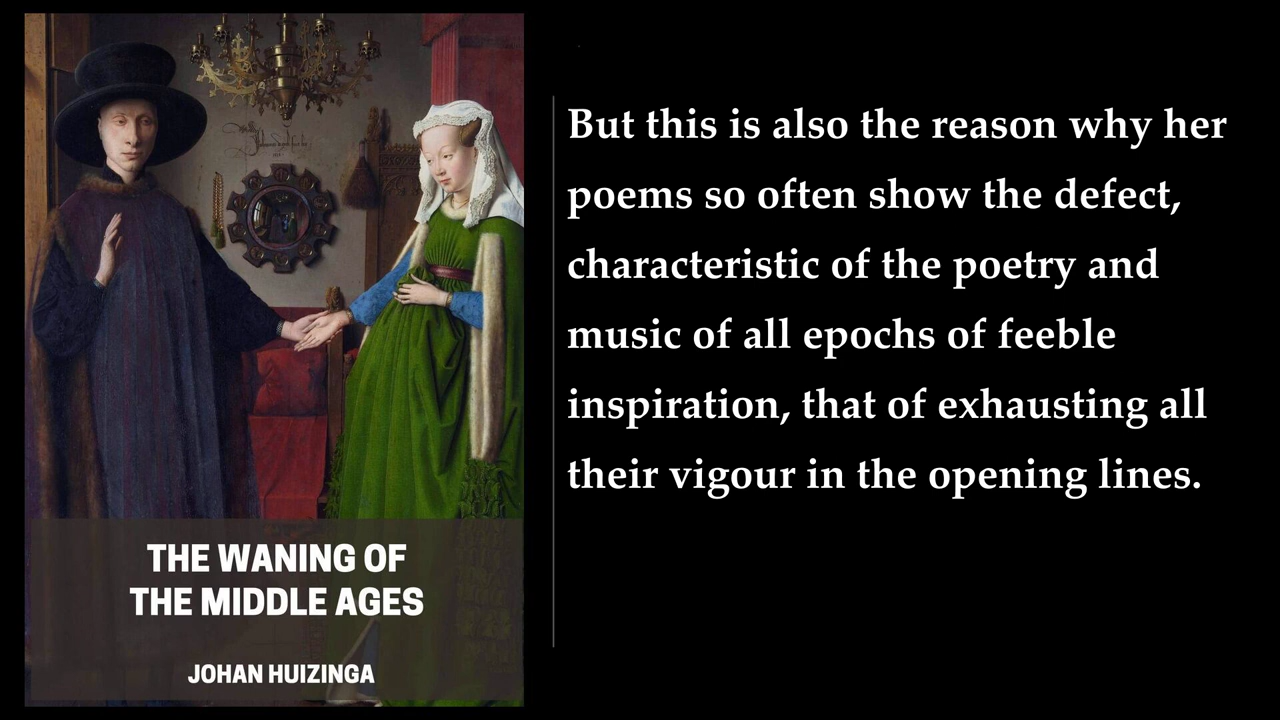 THE WANING OF
THE MIDDLE AGES
JOHAN HUIZINGA
But this is also the reason why her
poems so often show the defect,
characteristic of the poetry and
music of all epochs of feeble
inspiration, that of exhausting all
their vigour in the opening lines.